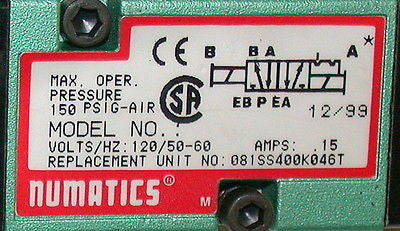 CE B BA A*
MAX. OPER.
PRESSURE
150 PSIG-AIR
SA
EB P EA
12/99
MODEL NO.:
VOLTS/HZ: 120/50-60 AMPS: .15
REPLACEMENT UNIT NO: 081SS400K046T
NUMATICS®
M